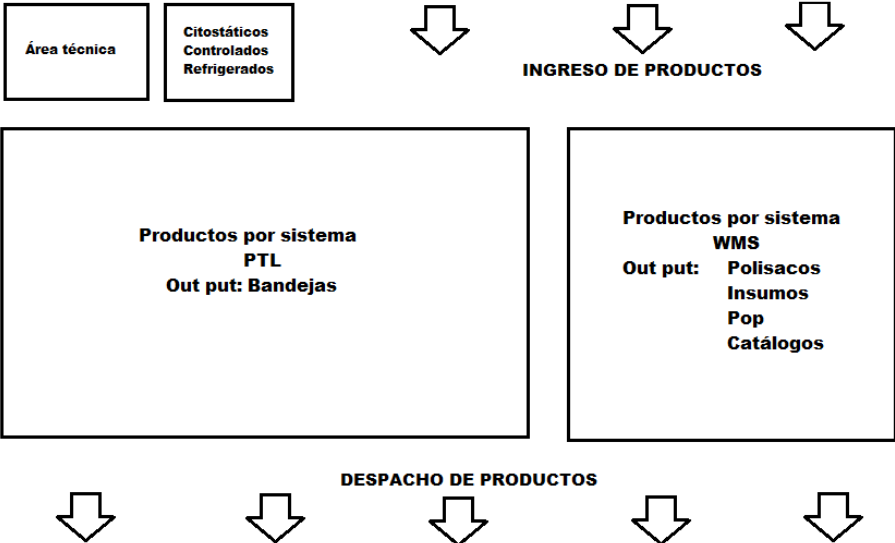 Área técnica
Citostáticos
Controlados
Refrigerados
INGRESO DE PRODUCTOS
Productos por sistema
PTL
Out put: Bandejas
Productos por sistema
WMS
Out put: Polisacos
Insumos
Pop
Catálogos
DESPACHO DE PRODUCTOS